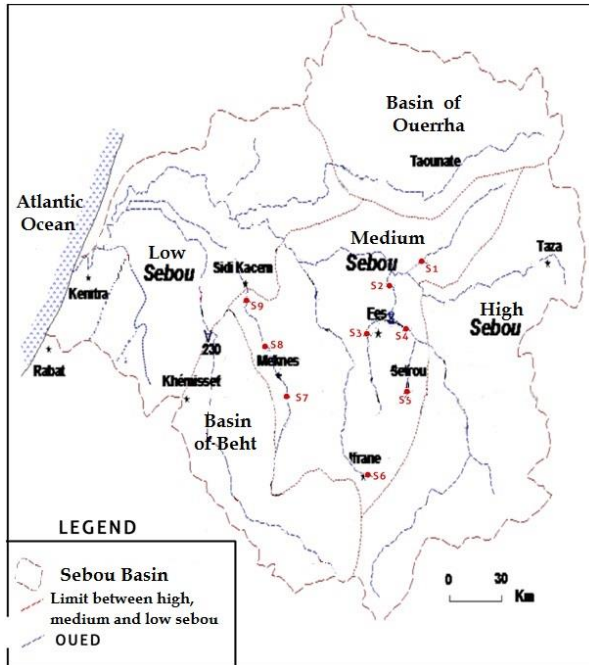 Basin of
Ouerrha
Taounate
Atlantic
Ocean
Low
Sebou
Medium
Sebou
Taza
Sidi Kacem
S1
S2
High
Sebou
Kenitra
S9
Fes
S3
S4
Rabat
230
S8
Meknes
Sefrou
Khémisset
S7
S5
Basin
of Beht
Ifrane
S6
LEGEND
Sebou Basin
Limit between high,
medium and low sebou
OUED
0 30
Km